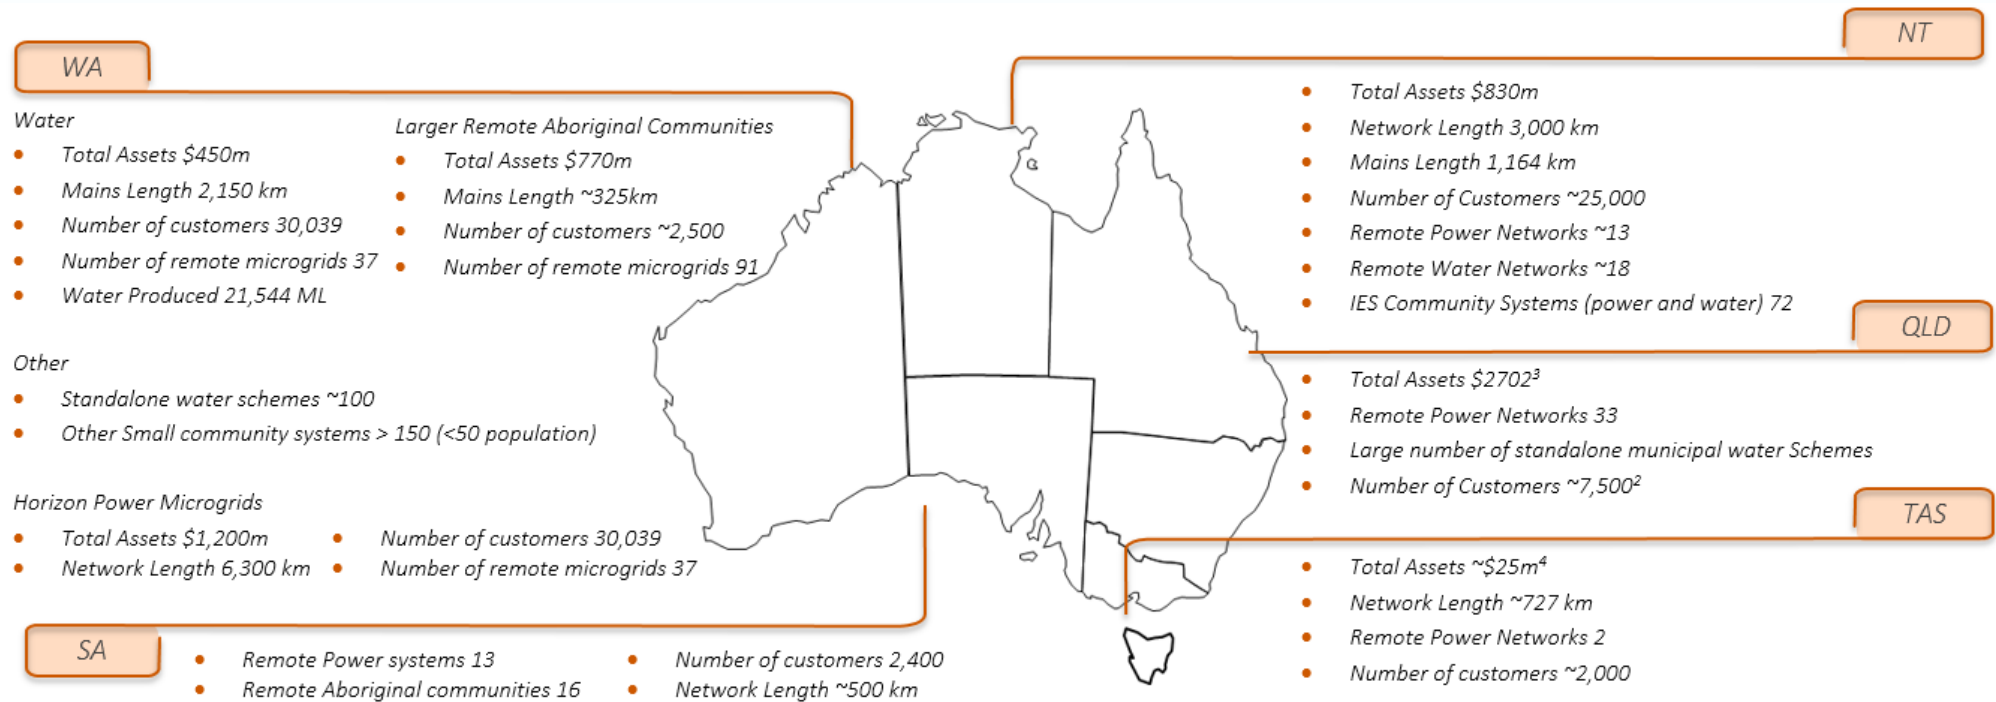 WA
Water
• Total Assets $450m
• Mains Length 2,150 km
• Number of customers 30,039
• Number of remote microgrids 37
• Water Produced 21,544 ML
Larger Remote Aboriginal Communities
• Total Assets $770m
• Mains Length ~325km
• Number of customers ~2,500
• Number of remote microgrids 91
Other
• Standalone water schemes ~100
• Other Small community systems > 150 (<50 population)
Horizon Power Microgrids
• Total Assets $1,200m
• Network Length 6,300 km
• Number of customers 30,039
• Number of remote microgrids 37
SA
• Remote Power systems 13
• Remote Aboriginal communities 16
• Number of customers 2,400
• Network Length ~500 km
NT
• Total Assets $830m
• Network Length 3,000 km
• Mains Length 1,164 km
• Number of Customers ~25,000
• Remote Power Networks ~13
• Remote Water Networks ~18
• IES Community Systems (power and water) 72
QLD
• Total Assets $2702³
• Remote Power Networks 33
• Large number of standalone municipal water Schemes
• Number of Customers ~7,500²
TAS
• Total Assets ~$25m⁴
• Network Length ~727 km
• Remote Power Networks 2
• Number of customers ~2,000